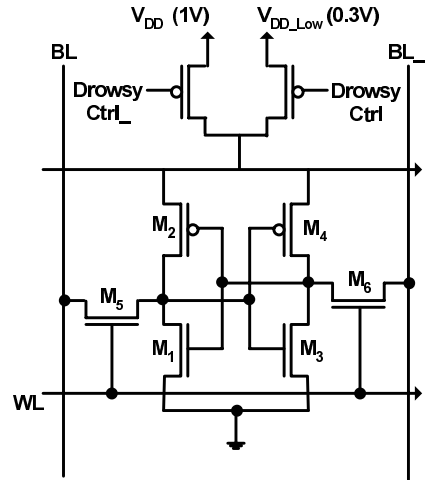 V_DD (1V) V_DD_Low (0.3V)
BL BL_
Drowsy Ctrl_
Drowsy Ctrl
M_2
M_4
M_5
M_6
M_1
M_3
WL